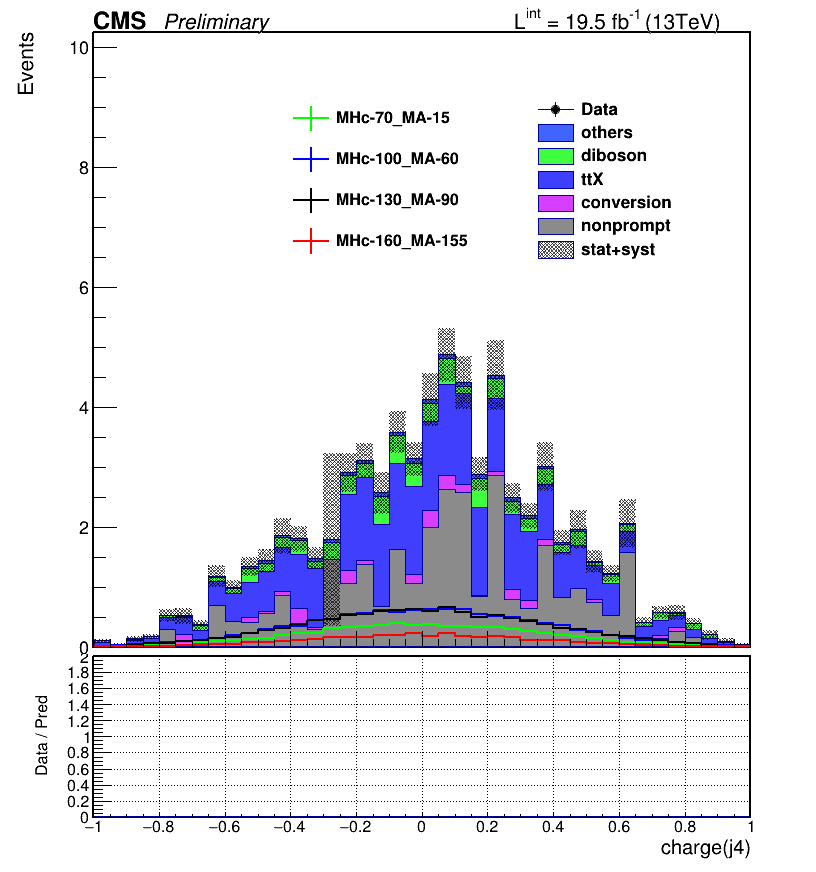 CMS Preliminary L^int = 19.5 fb^-1 (13TeV)
Events
10
8
6
4
2
0
MHc-70_MA-15
MHc-100_MA-60
MHc-130_MA-90
MHc-160_MA-155
Data
others
diboson
ttX
conversion
nonprompt
stat+syst
Data / Pred
2
1.8
1.6
1.4
1.2
1
0.8
0.6
0.4
0.2
0
−1 −0.8 −0.6 −0.4 −0.2 0 0.2 0.4 0.6 0.8 1
charge(j4)